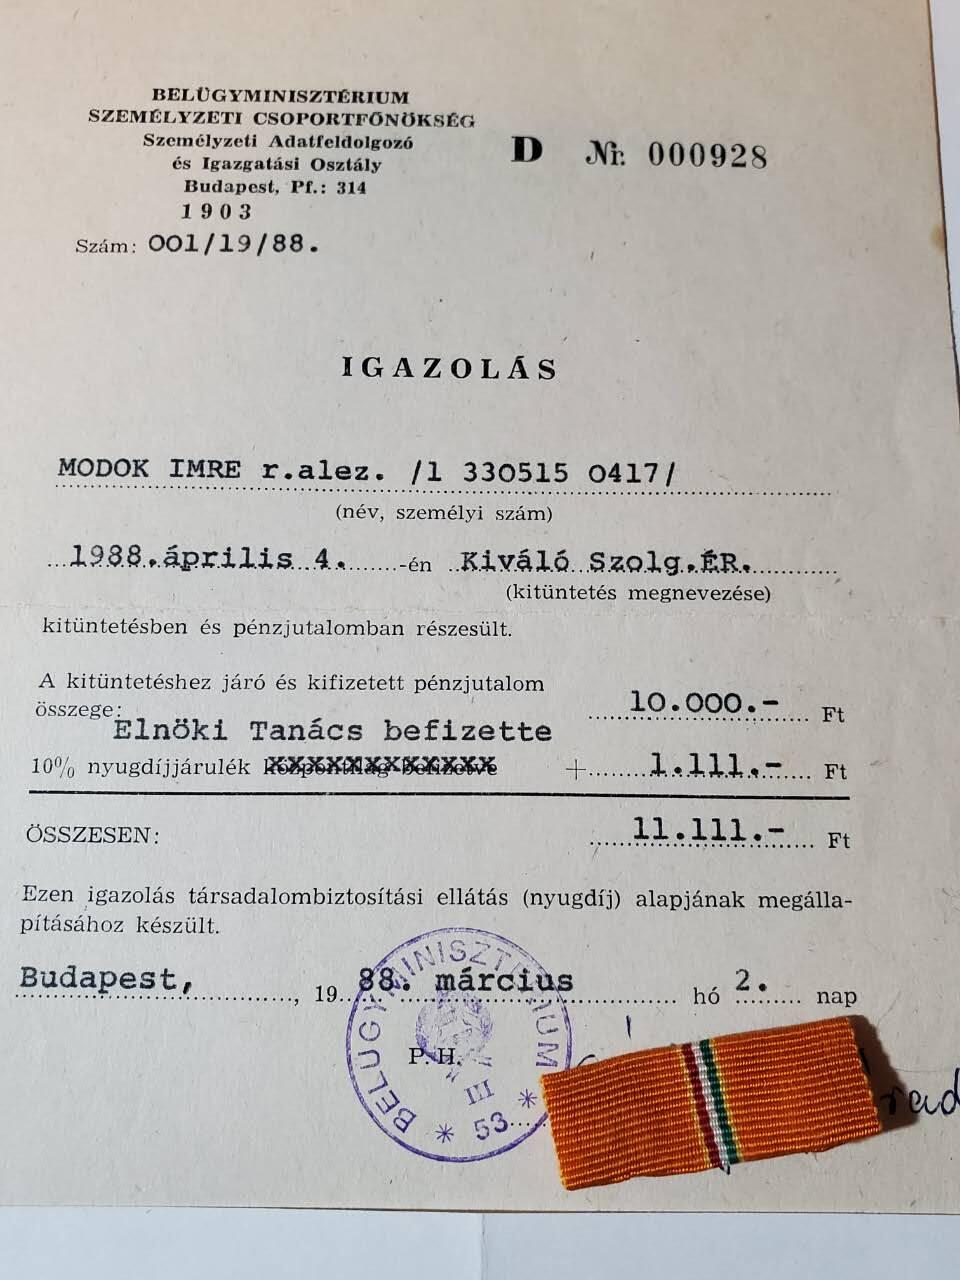 BELÜGYMINISZTÉRIUM
SZEMÉLYZETI CSOPORTFŐNÖKSÉG
Személyzeti Adatfeldolgozó
és Igazgatási Osztály
Budapest, Pf.: 314
1903
Szám: 001/19/88.
D Nr. 000928
IGAZOLÁS
MODOK IMRE r.alez. /1 330515 0417/
(név, személyi szám)
1988.április 4. -én Kiváló Szolg.ÉR.
(kitüntetés megnevezése)
kitüntetésben és pénzjutalomban részesült.
A kitüntetéshez járó és kifizetett pénzjutalom
összege: 10.000.- Ft
Elnöki Tanács befizette
10% nyugdíjjárulék központilag befizetve + 1.111.- Ft
ÖSSZESEN: 11.111.- Ft
Ezen igazolás társadalombiztosítási ellátás (nyugdíj) alapjának megálla-
pításához készült.
Budapest, 1988. március hó 2. nap
P. H.
BELÜGYMINISZTÉRIUM
III
* 53 *